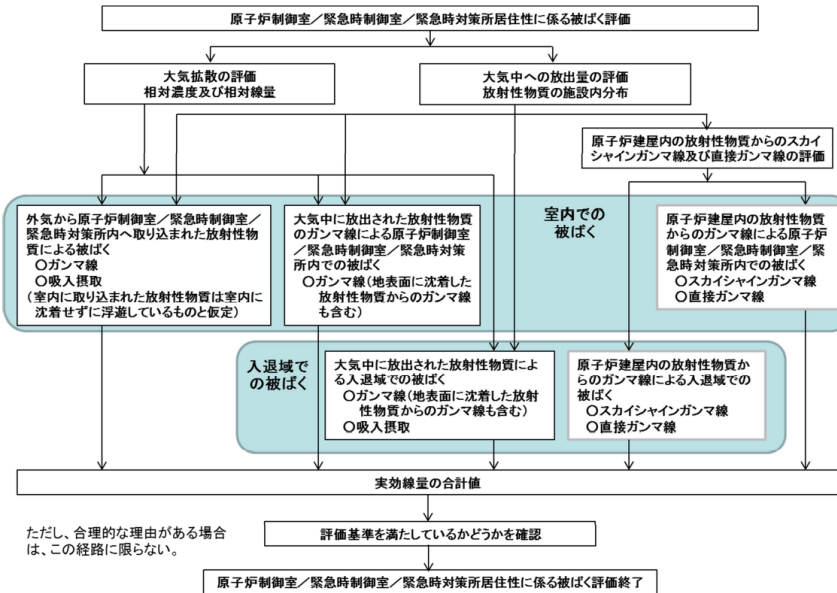 原子炉制御室／緊急時制御室／緊急時対策所居住性に係る被ばく評価
大気拡散の評価
相対濃度及び相対線量
大気中への放出量の評価
放射性物質の施設内分布
原子炉建屋内の放射性物質からのスカイ
シャインガンマ線及び直接ガンマ線の評価
外気から原子炉制御室／緊急時制御室／
緊急時対策所内へ取り込まれた放射性物
質による被ばく
○ガンマ線
○吸入摂取
（室内に取り込まれた放射性物質は室内に
沈着せずに浮遊しているものと仮定）
大気中に放出された放射性物質
のガンマ線による原子炉制御室
／緊急時制御室／緊急時対策
所内での被ばく
○ガンマ線（地表面に沈着した
放射性物質からのガンマ線
も含む）
室内での
被ばく
原子炉建屋内の放射性物質
からのガンマ線による原子炉
制御室／緊急時制御室／緊
急時対策所内での被ばく
○スカイシャインガンマ線
○直接ガンマ線
入退域で
の被ばく
大気中に放出された放射性物質によ
る入退域での被ばく
○ガンマ線（地表面に沈着した放射
性物質からのガンマ線も含む）
○吸入摂取
原子炉建屋内の放射性物質か
らのガンマ線による入退域での
被ばく
○スカイシャインガンマ線
○直接ガンマ線
実効線量の合計値
ただし、合理的な理由がある場合
は、この経路に限らない。
評価基準を満たしているかどうかを確認
原子炉制御室／緊急時制御室／緊急時対策所居住性に係る被ばく評価終了